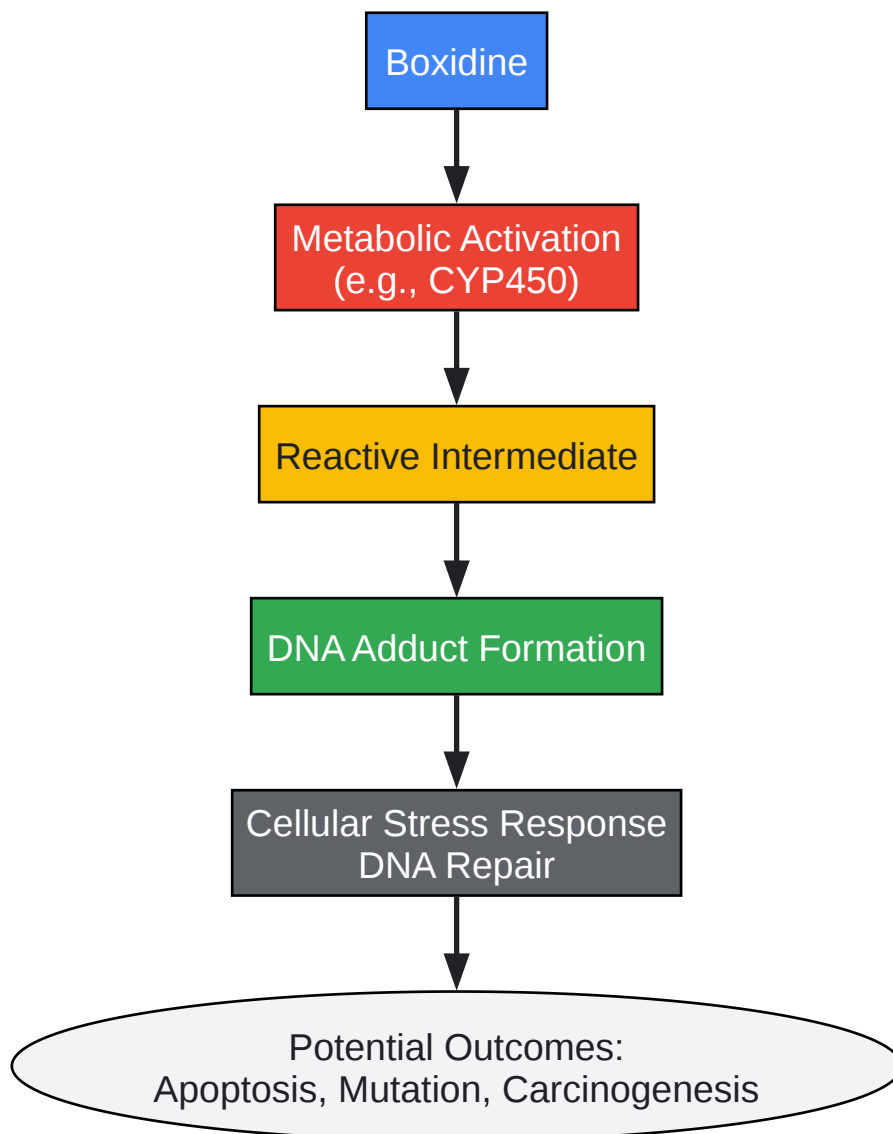 Boxidine
Metabolic Activation
(e.g., CYP450)
Reactive Intermediate
DNA Adduct Formation
Cellular Stress Response
DNA Repair
Potential Outcomes:
Apoptosis, Mutation, Carcinogenesis